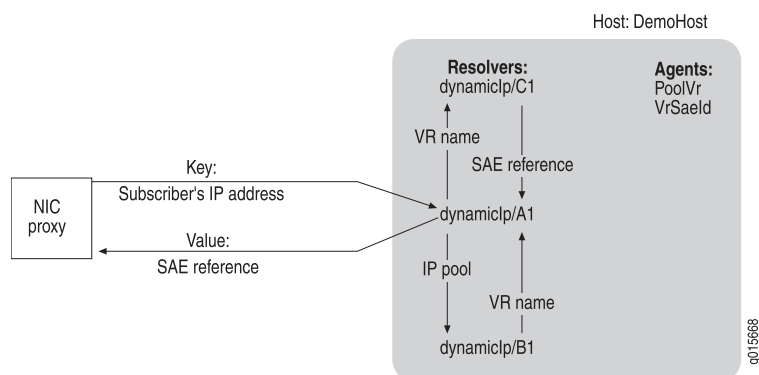 Host: DemoHost
Resolvers:
dynamicIp/C1
Agents:
PoolVr
VrSaeId
VR name
SAE reference
Key:
Subscriber's IP address
NIC
proxy
dynamicIp/A1
Value:
SAE reference
IP pool
VR name
dynamicIp/B1
g015668